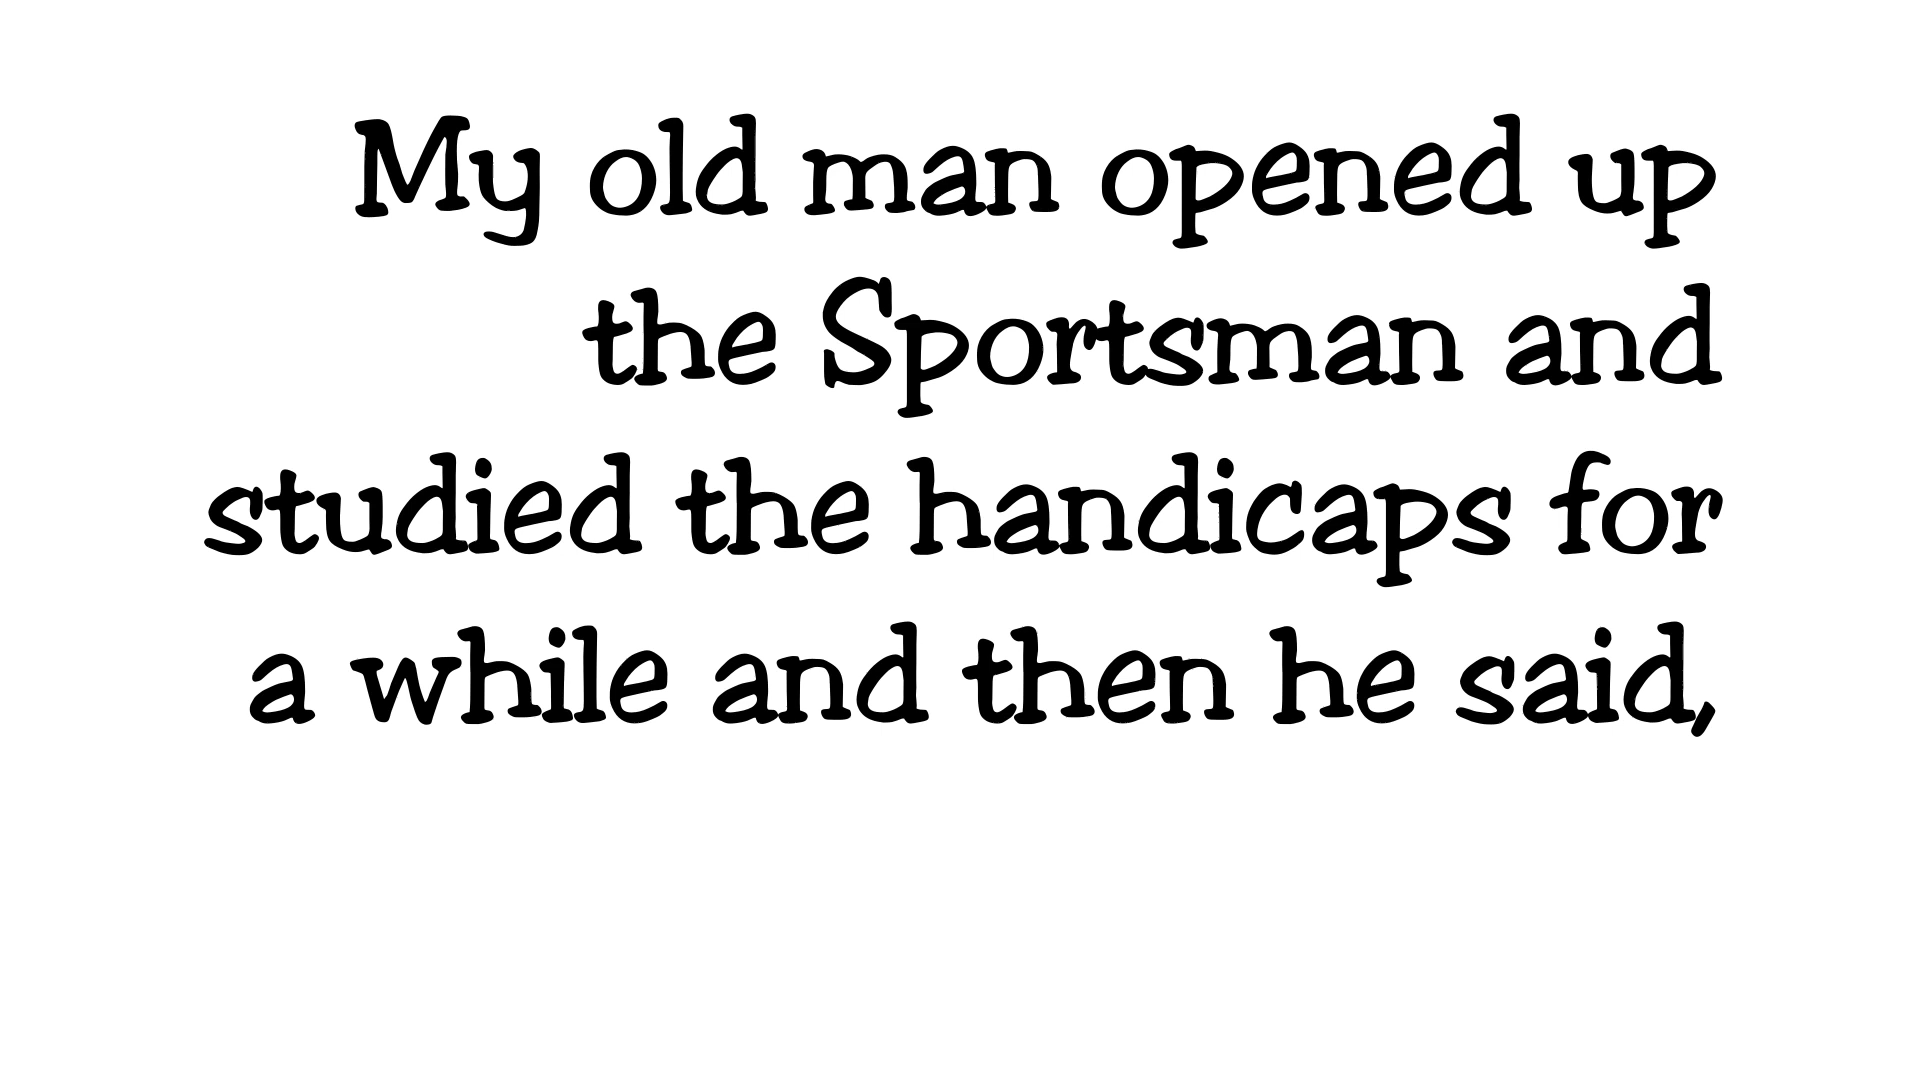 My old man opened up
the Sportsman and
studied the handicaps for
a while and then he said,